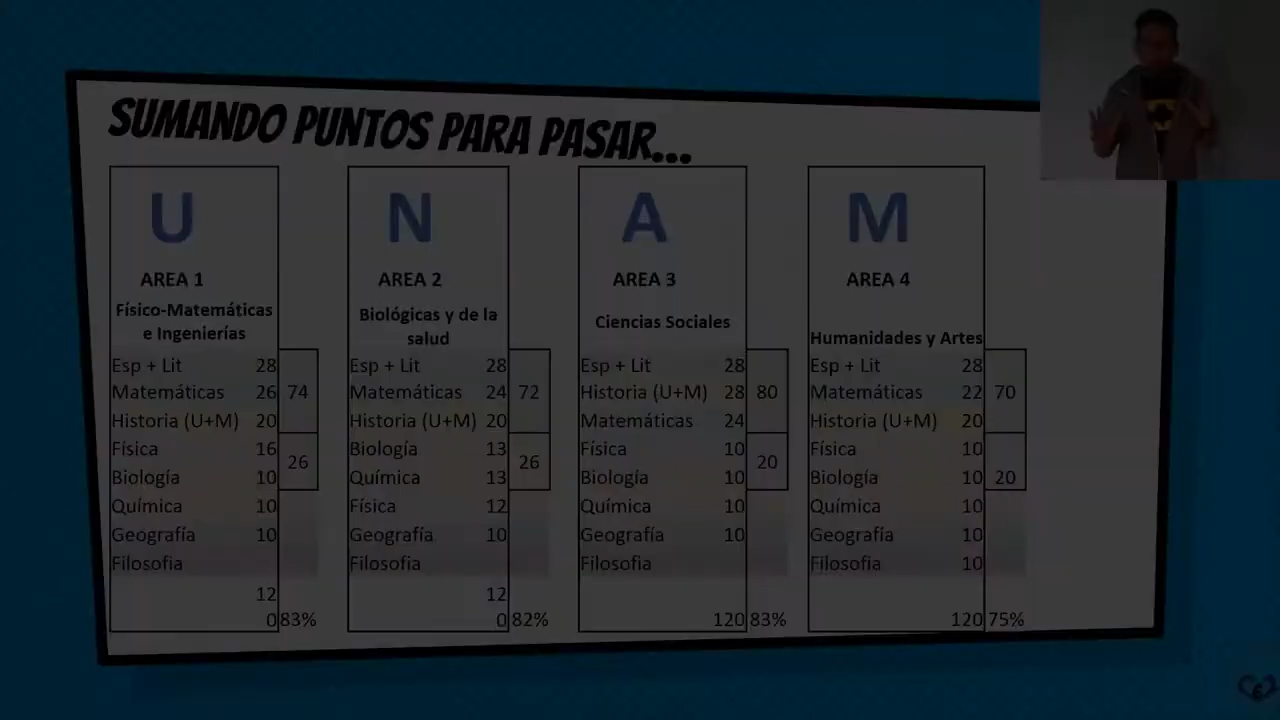 SUMANDO PUNTOS PARA PASAR...
U
AREA 1
Físico-Matemáticas
e Ingenierías
Esp + Lit 28
Matemáticas 26 74
Historia (U+M) 20
Física 16
26
Biología 10
Química 10
Geografía 10
Filosofia
12
0 83%
N
AREA 2
Biológicas y de la
salud
Esp + Lit 28
Matemáticas 24 72
Historia (U+M) 20
Biología 13
26
Química 13
Física 12
Geografía 10
Filosofia
12
0 82%
A
AREA 3
Ciencias Sociales
Esp + Lit 28
Historia (U+M) 28 80
Matemáticas 24
Física 10
20
Biología 10
Química 10
Geografía 10
Filosofia
120 83%
M
AREA 4
Humanidades y Artes
Esp + Lit 28
Matemáticas 22 70
Historia (U+M) 20
Física 10
Biología 10 20
Química 10
Geografía 10
Filosofia 10
120 75%